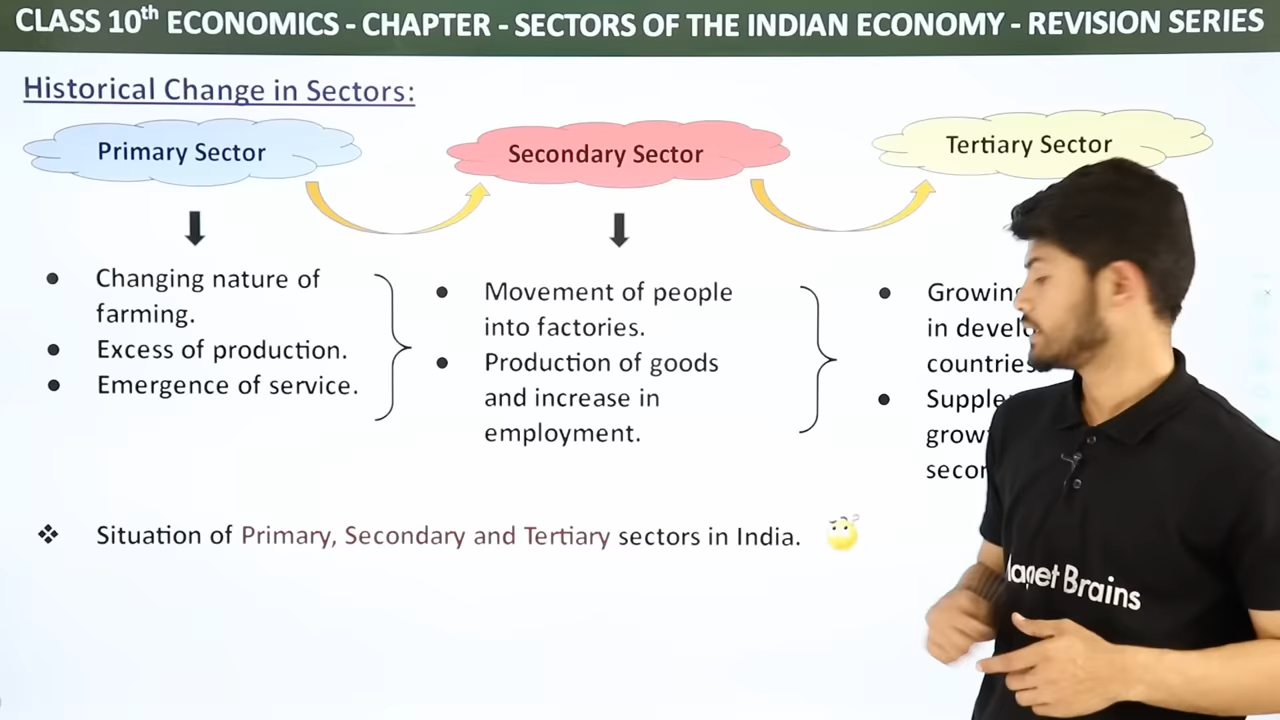 CLASS 10th ECONOMICS - CHAPTER - SECTORS OF THE INDIAN ECONOMY - REVISION SERIES
Historical Change in Sectors:
Primary Sector
Secondary Sector
Tertiary Sector
● Changing nature of
farming.
● Excess of production.
● Emergence of service.
● Movement of people
into factories.
● Production of goods
and increase in
employment.
●
in
countries
●
❖ Situation of Primary, Secondary and Tertiary sectors in India.
Brains